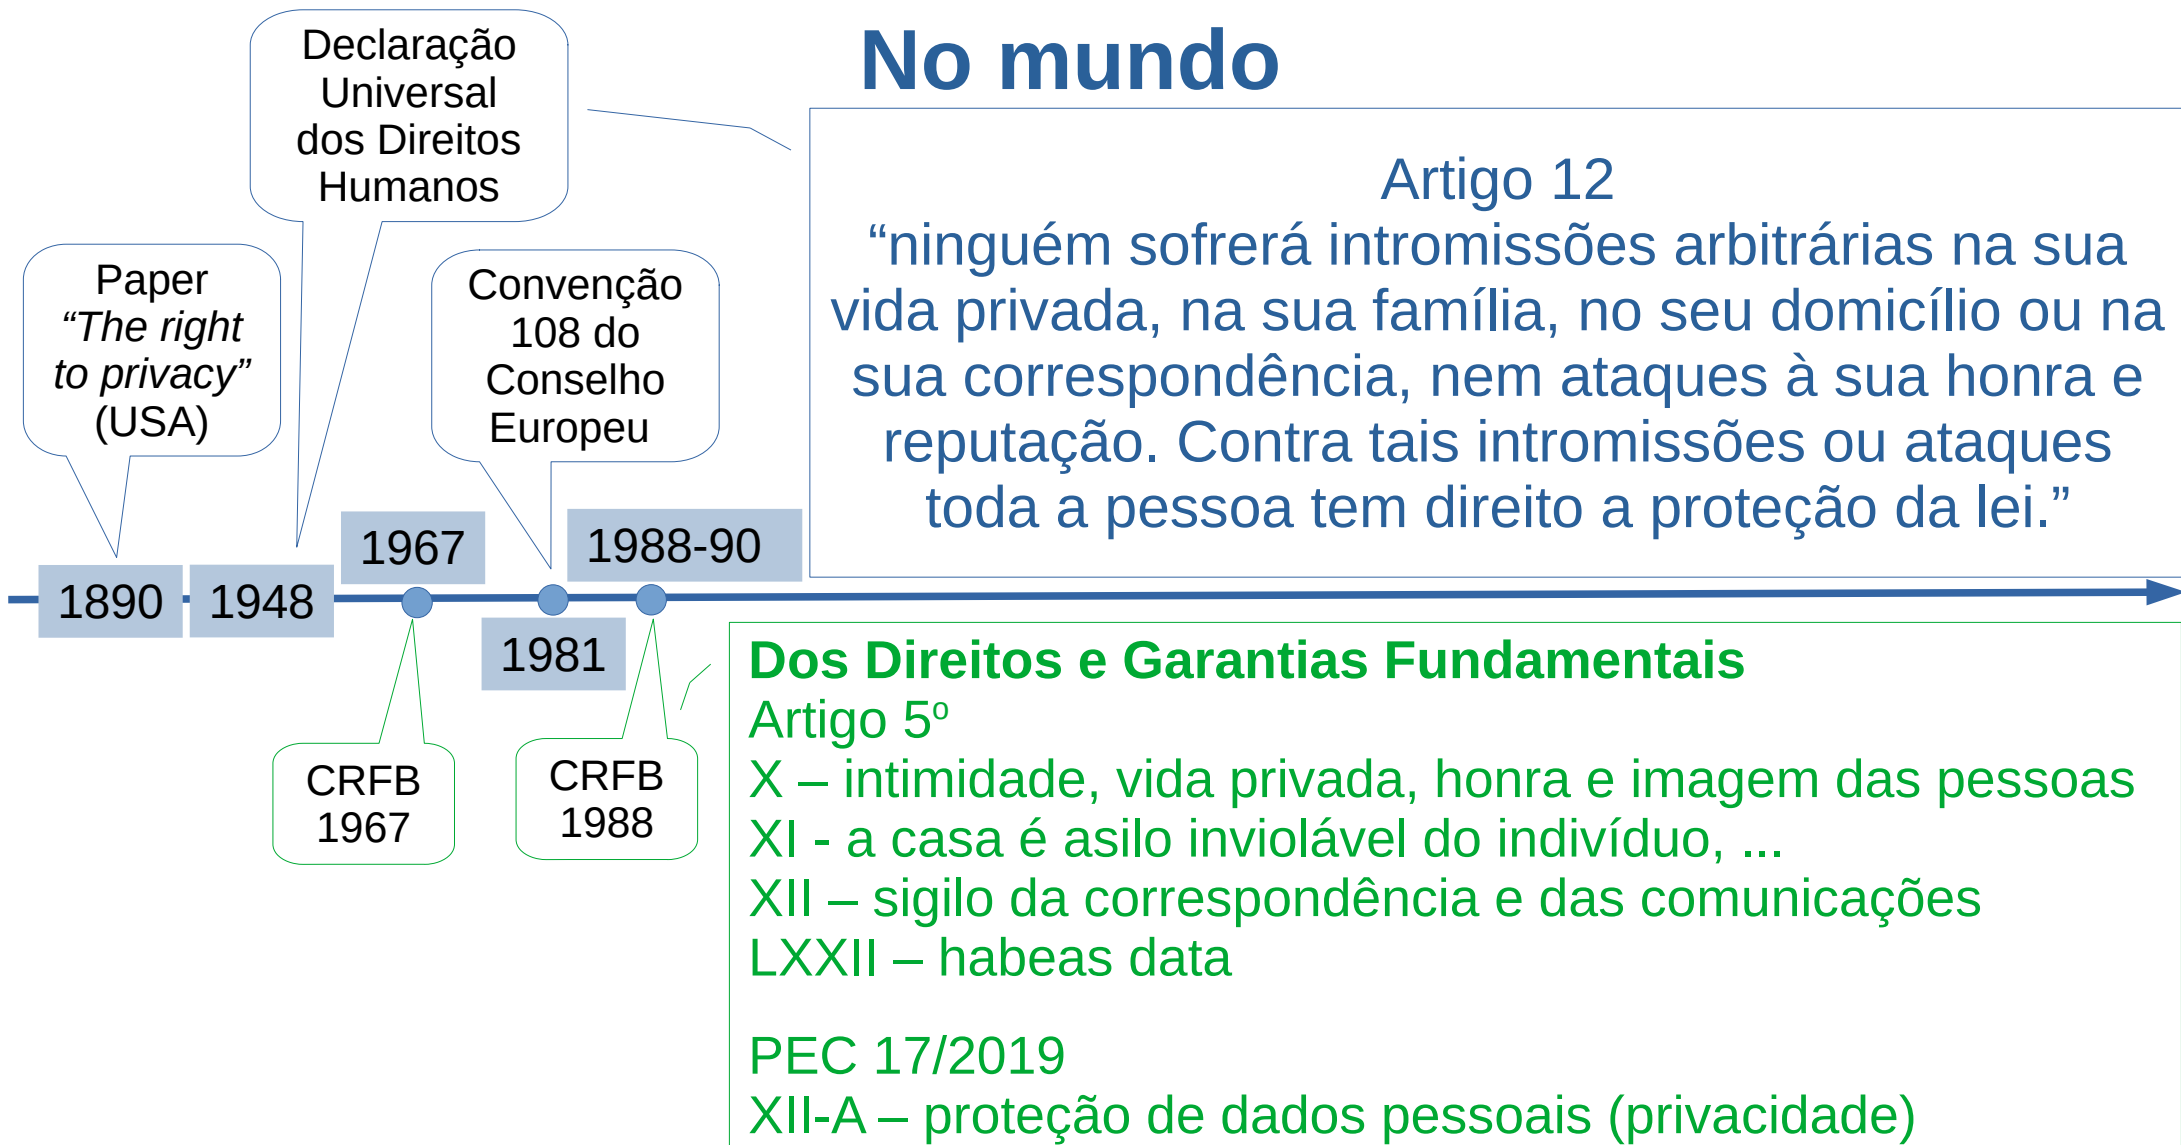 No mundo
Declaração
Universal
dos Direitos
Humanos
Paper
“The right
to privacy”
(USA)
Convenção
108 do
Conselho
Europeu
Artigo 12
“ninguém sofrerá intromissões arbitrárias na sua
vida privada, na sua família, no seu domicílio ou na
sua correspondência, nem ataques à sua honra e
reputação. Contra tais intromissões ou ataques
toda a pessoa tem direito a proteção da lei.”
1890
1948
1967
1981
1988-90
CRFB
1967
CRFB
1988
Dos Direitos e Garantias Fundamentais
Artigo 5º
X – intimidade, vida privada, honra e imagem das pessoas
XI - a casa é asilo inviolável do indivíduo, ...
XII – sigilo da correspondência e das comunicações
LXXII – habeas data
PEC 17/2019
XII-A – proteção de dados pessoais (privacidade)